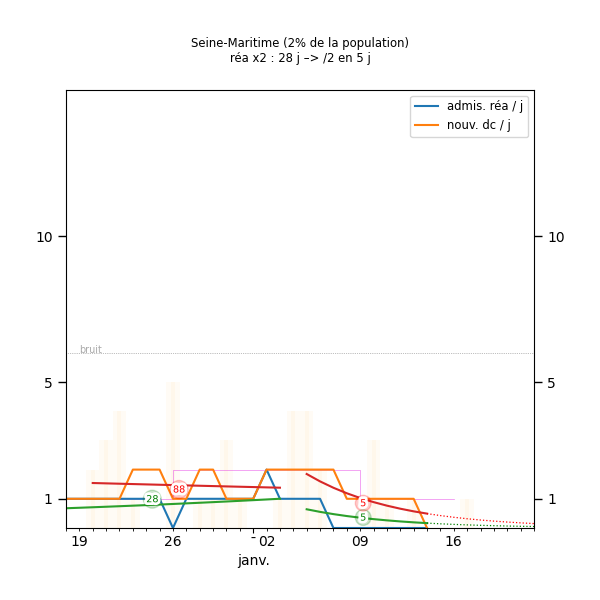 Seine-Maritime (2% de la population)
réa x2 : 28 j –> /2 en 5 j
admis. réa / j
nouv. dc / j
10
10
bruit
5
5
28
88
5
5
1
1
19
26
02
09
16
janv.